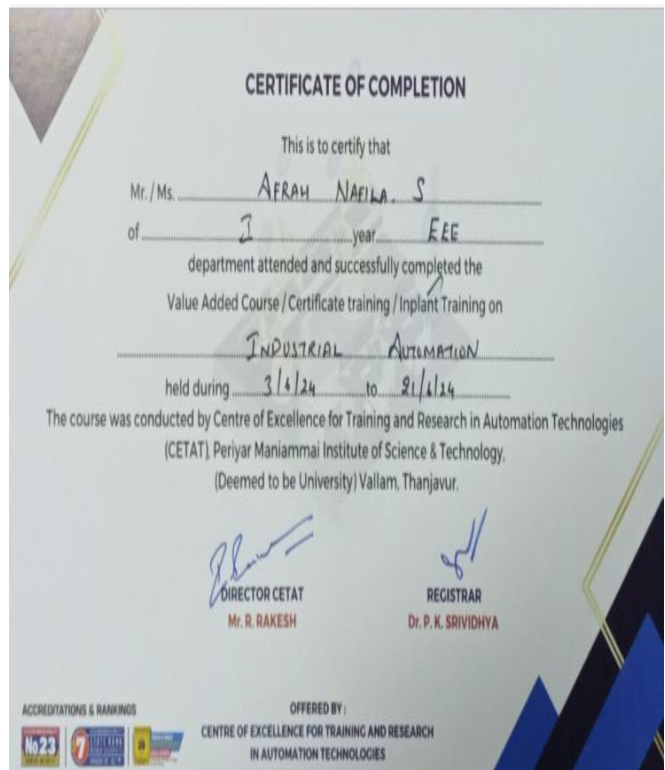 CERTIFICATE OF COMPLETION
This is to certify that
Mr. / Ms. AFRAH NAFILA. S
of I year EEE
department attended and successfully completed the
Value Added Course / Certificate training / Inplant Training on
INDUSTRIAL AUTOMATION
held during 3/6/24 to 21/6/24
The course was conducted by Centre of Excellence for Training and Research in Automation Technologies
(CETAT), Periyar Maniammai Institute of Science & Technology,
(Deemed to be University) Vallam, Thanjavur.
DIRECTOR CETAT REGISTRAR
Mr. R. RAKESH Dr. P. K. SRIVIDHYA
ACCREDITATIONS & RANKINGS
No 23
7
OFFERED BY :
CENTRE OF EXCELLENCE FOR TRAINING AND RESEARCH
IN AUTOMATION TECHNOLOGIES